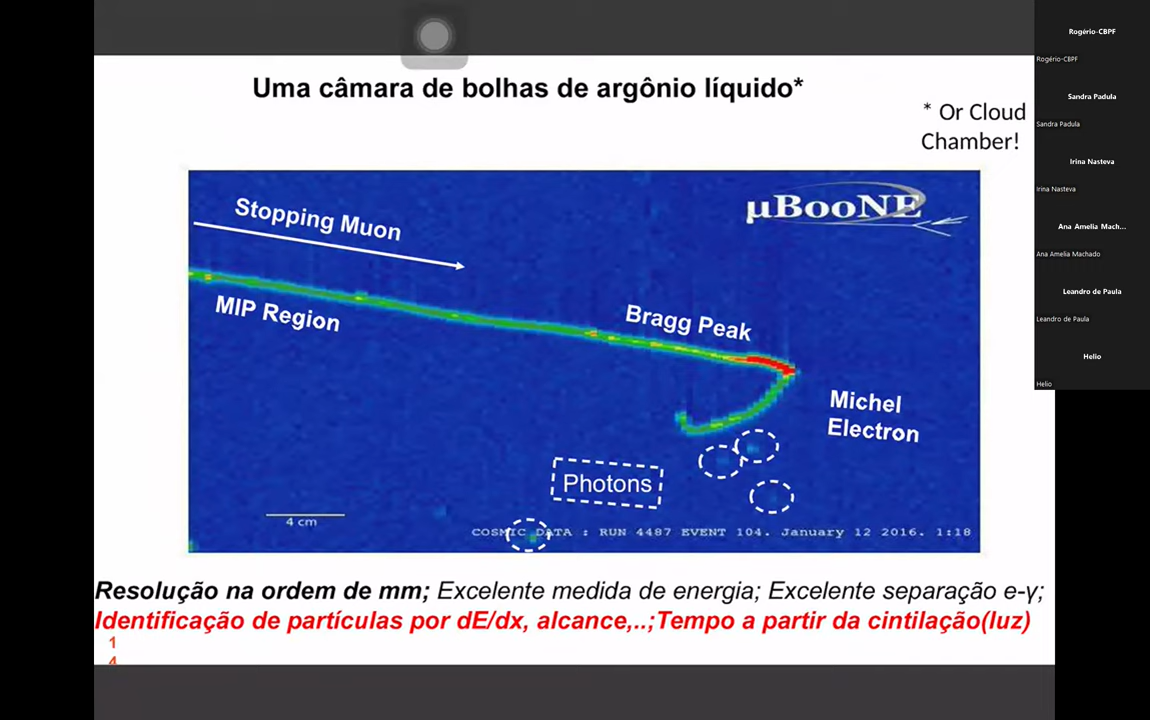 Uma câmara de bolhas de argônio líquido*
* Or Cloud
Chamber!
Stopping Muon
µBooNE
MIP Region
Bragg Peak
Michel
Electron
Photons
4 cm
COSMIC DATA : RUN 4487 EVENT 104. January 12 2016. 1:18
Resolução na ordem de mm; Excelente medida de energia; Excelente separação e-γ;
Identificação de partículas por dE/dx, alcance,..;Tempo a partir da cintilação(luz)
1
4
Rogério-CBPF
Rogério-CBPF
Sandra Padula
Sandra Padula
Irina Nasteva
Irina Nasteva
Ana Amelia Mach...
Ana Amelia Machado
Leandro de Paula
Leandro de Paula
Helio
Helio